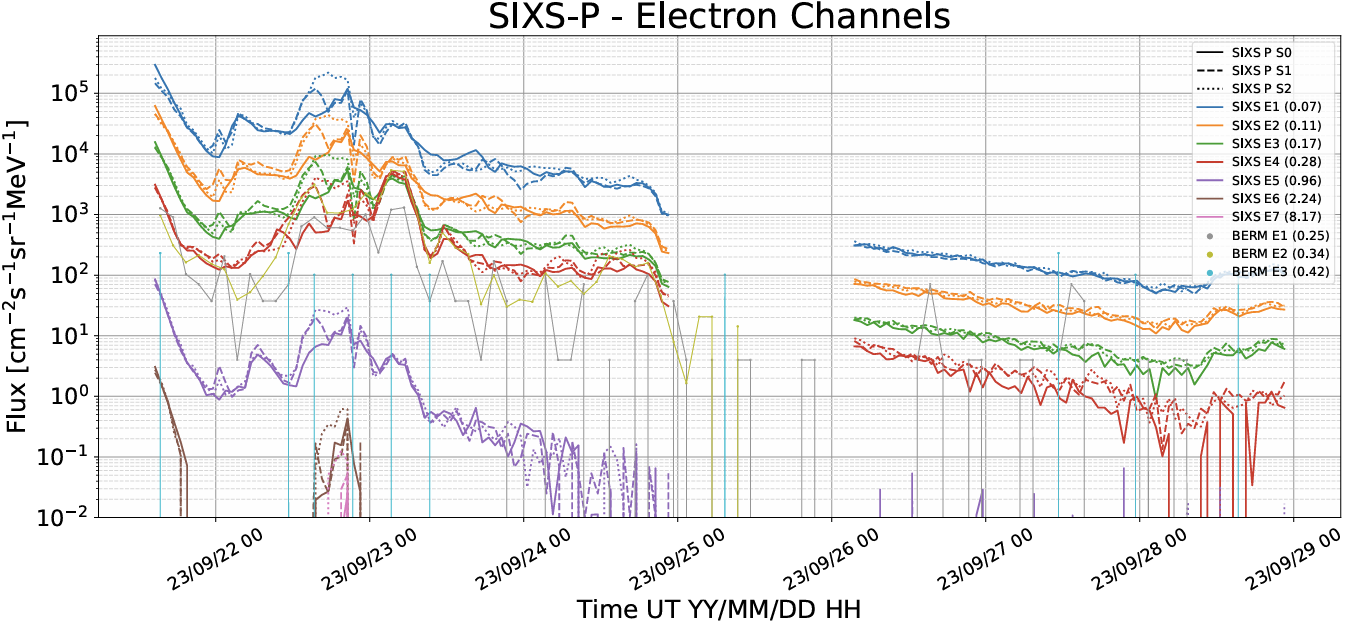 SIXS-P - Electron Channels
SIXS P S0
SIXS P S1
SIXS P S2
SIXS E1 (0.07)
SIXS E2 (0.11)
SIXS E3 (0.17)
SIXS E4 (0.28)
SIXS E5 (0.96)
SIXS E6 (2.24)
SIXS E7 (8.17)
BERM E1 (0.25)
BERM E2 (0.34)
BERM E3 (0.42)
Flux [cm⁻²s⁻¹sr⁻¹MeV⁻¹]
10⁵
10⁴
10³
10²
10¹
10⁰
10⁻¹
10⁻²
23/09/22 00
23/09/23 00
23/09/24 00
23/09/25 00
23/09/26 00
23/09/27 00
23/09/28 00
23/09/29 00
Time UT YY/MM/DD HH